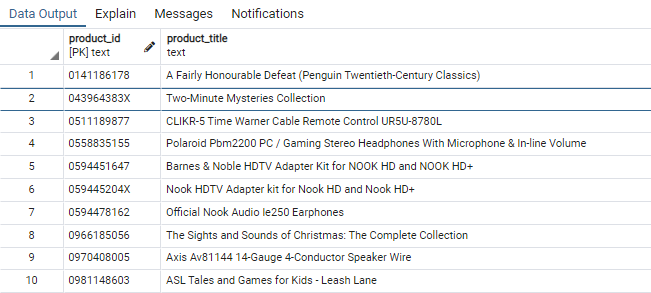 Data Output Explain Messages Notifications
product_id product_title
[PK] text text
1 0141186178 A Fairly Honourable Defeat (Penguin Twentieth-Century Classics)
2 043964383X Two-Minute Mysteries Collection
3 0511189877 CLIKR-5 Time Warner Cable Remote Control UR5U-8780L
4 0558835155 Polaroid Pbm2200 PC / Gaming Stereo Headphones With Microphone & In-line Volume
5 0594451647 Barnes & Noble HDTV Adapter Kit for NOOK HD and NOOK HD+
6 059445204X Nook HDTV Adapter kit for Nook HD and Nook HD+
7 0594478162 Official Nook Audio Ie250 Earphones
8 0966185056 The Sights and Sounds of Christmas: The Complete Collection
9 0970408005 Axis Av81144 14-Gauge 4-Conductor Speaker Wire
10 0981148603 ASL Tales and Games for Kids - Leash Lane